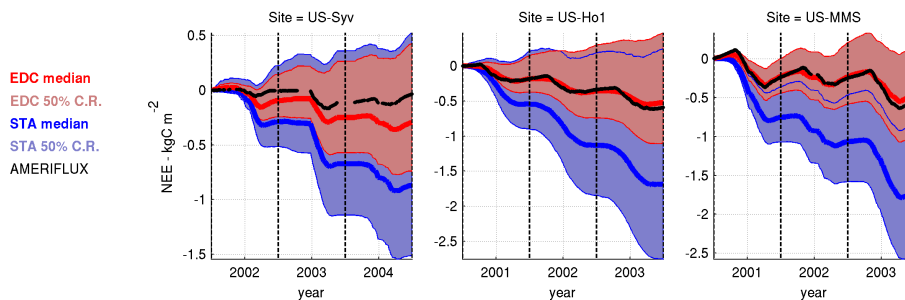 Site = US-Syv
Site = US-Ho1
Site = US-MMS
EDC median
EDC 50% C.R.
STA median
STA 50% C.R.
AMERIFLUX
NEE - kgC m-2
0.5
0
-0.5
-1
-1.5
2002
2003
2004
year
0
-0.5
-1
-1.5
-2
-2.5
2001
2002
2003
year
0
-0.5
-1
-1.5
-2
-2.5
2001
2002
2003
year